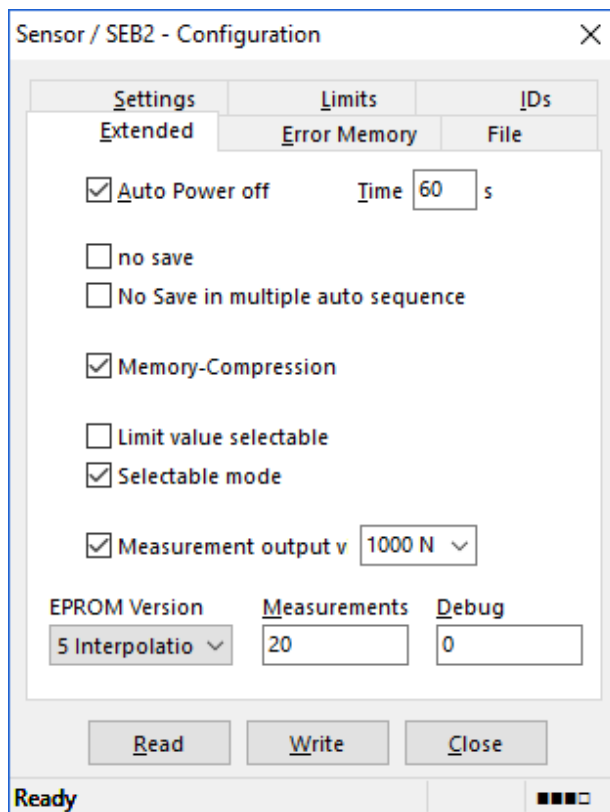 Sensor / SEB2 - Configuration
Settings Limits IDs
Extended Error Memory File
Auto Power off Time 60 s
no save
No Save in multiple auto sequence
Memory-Compression
Limit value selectable
Selectable mode
Measurement output v 1000 N
EPROM Version Measurements Debug
5 Interpolatio 20 0
Read Write Close
Ready